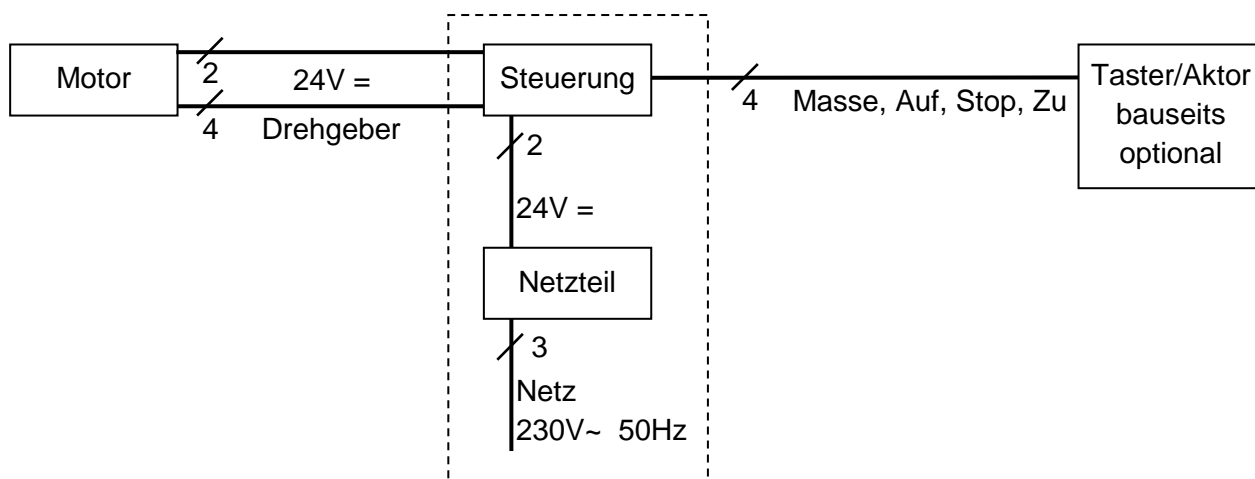 Motor
2
24V =
4
Drehgeber
Steuerung
4
Masse, Auf, Stop, Zu
Taster/Aktor
bauseits
optional
2
24V =
Netzteil
3
Netz
230V~ 50Hz